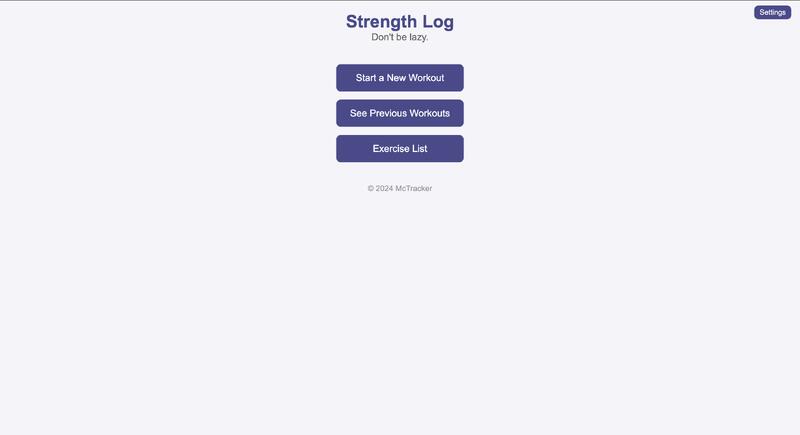 Settings
Strength Log
Don't be lazy.
Start a New Workout
See Previous Workouts
Exercise List
© 2024 McTracker